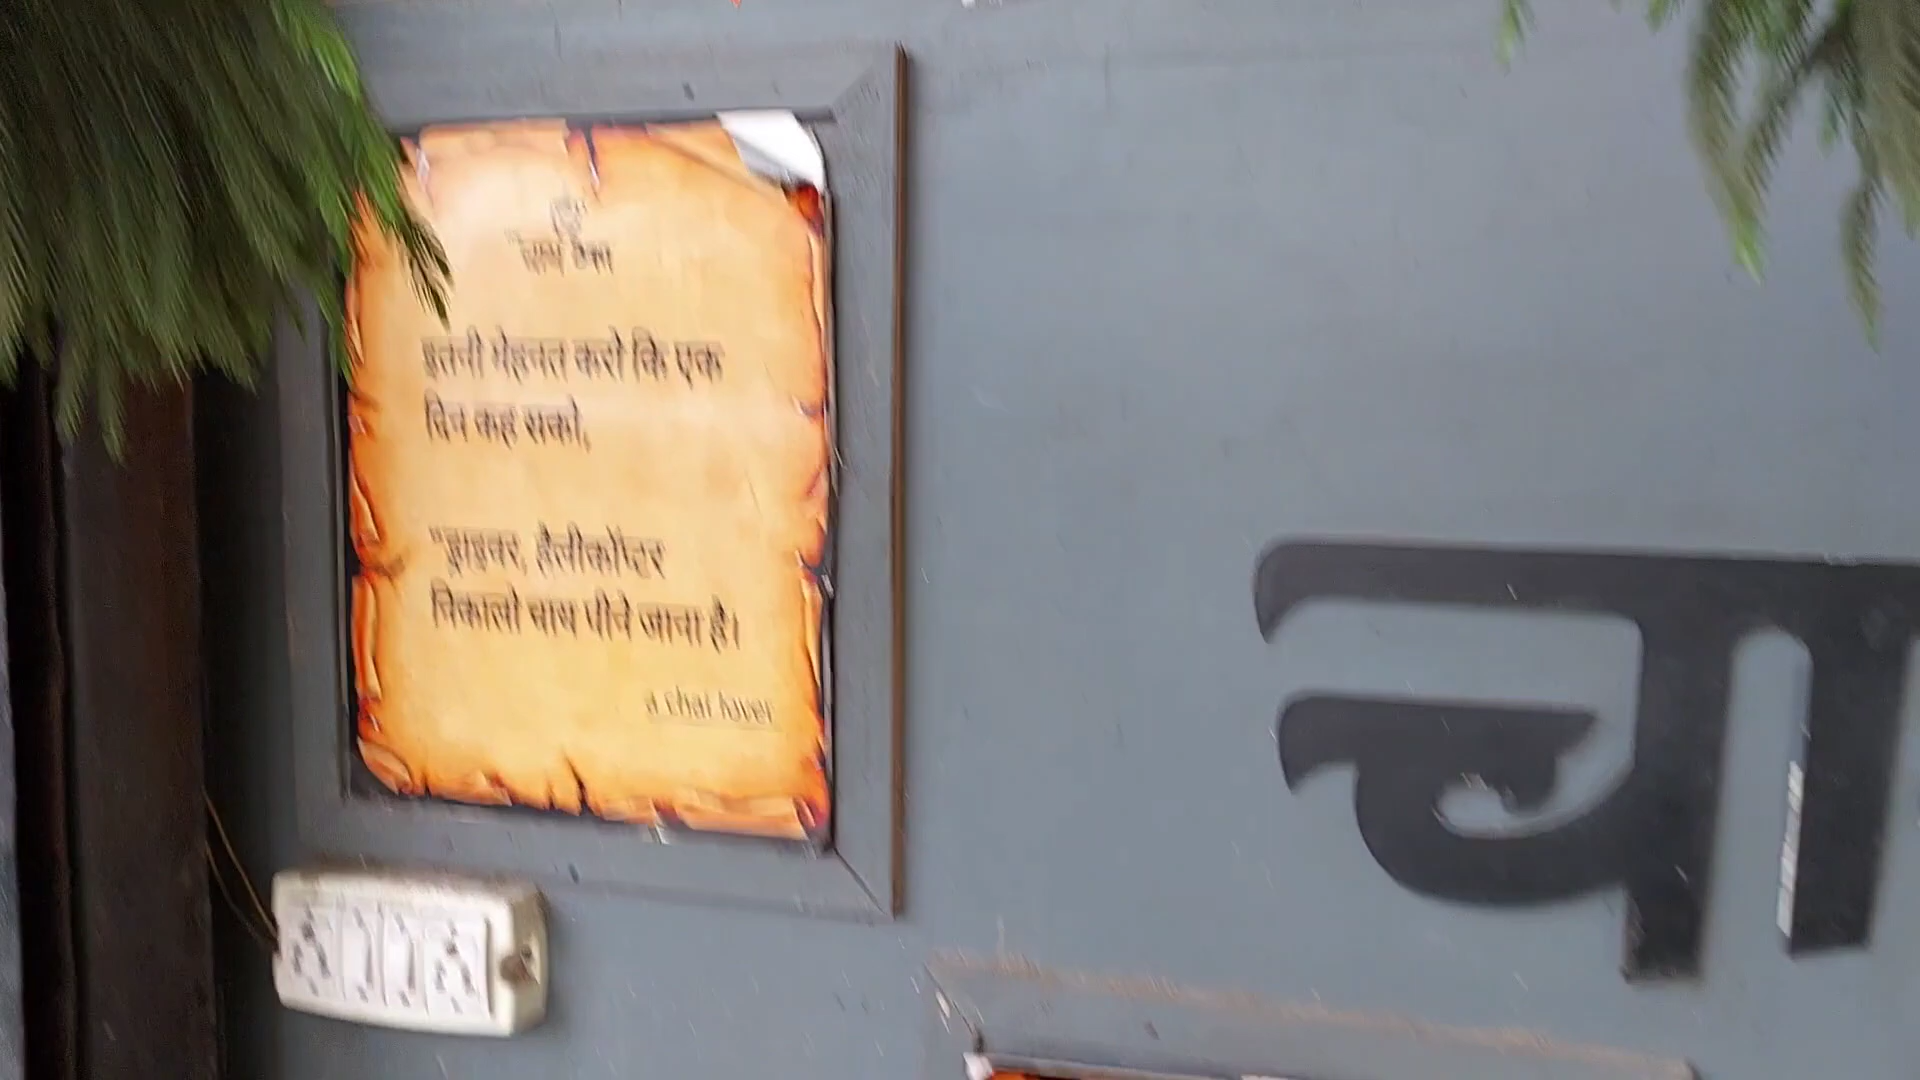 चाय ठेका
इतनी मेहनत करो कि एक
दिन कह सको,
"ड्राइवर, हैलीकॉप्टर
निकालो चाय पीने जाना है।
a chai lover
चा